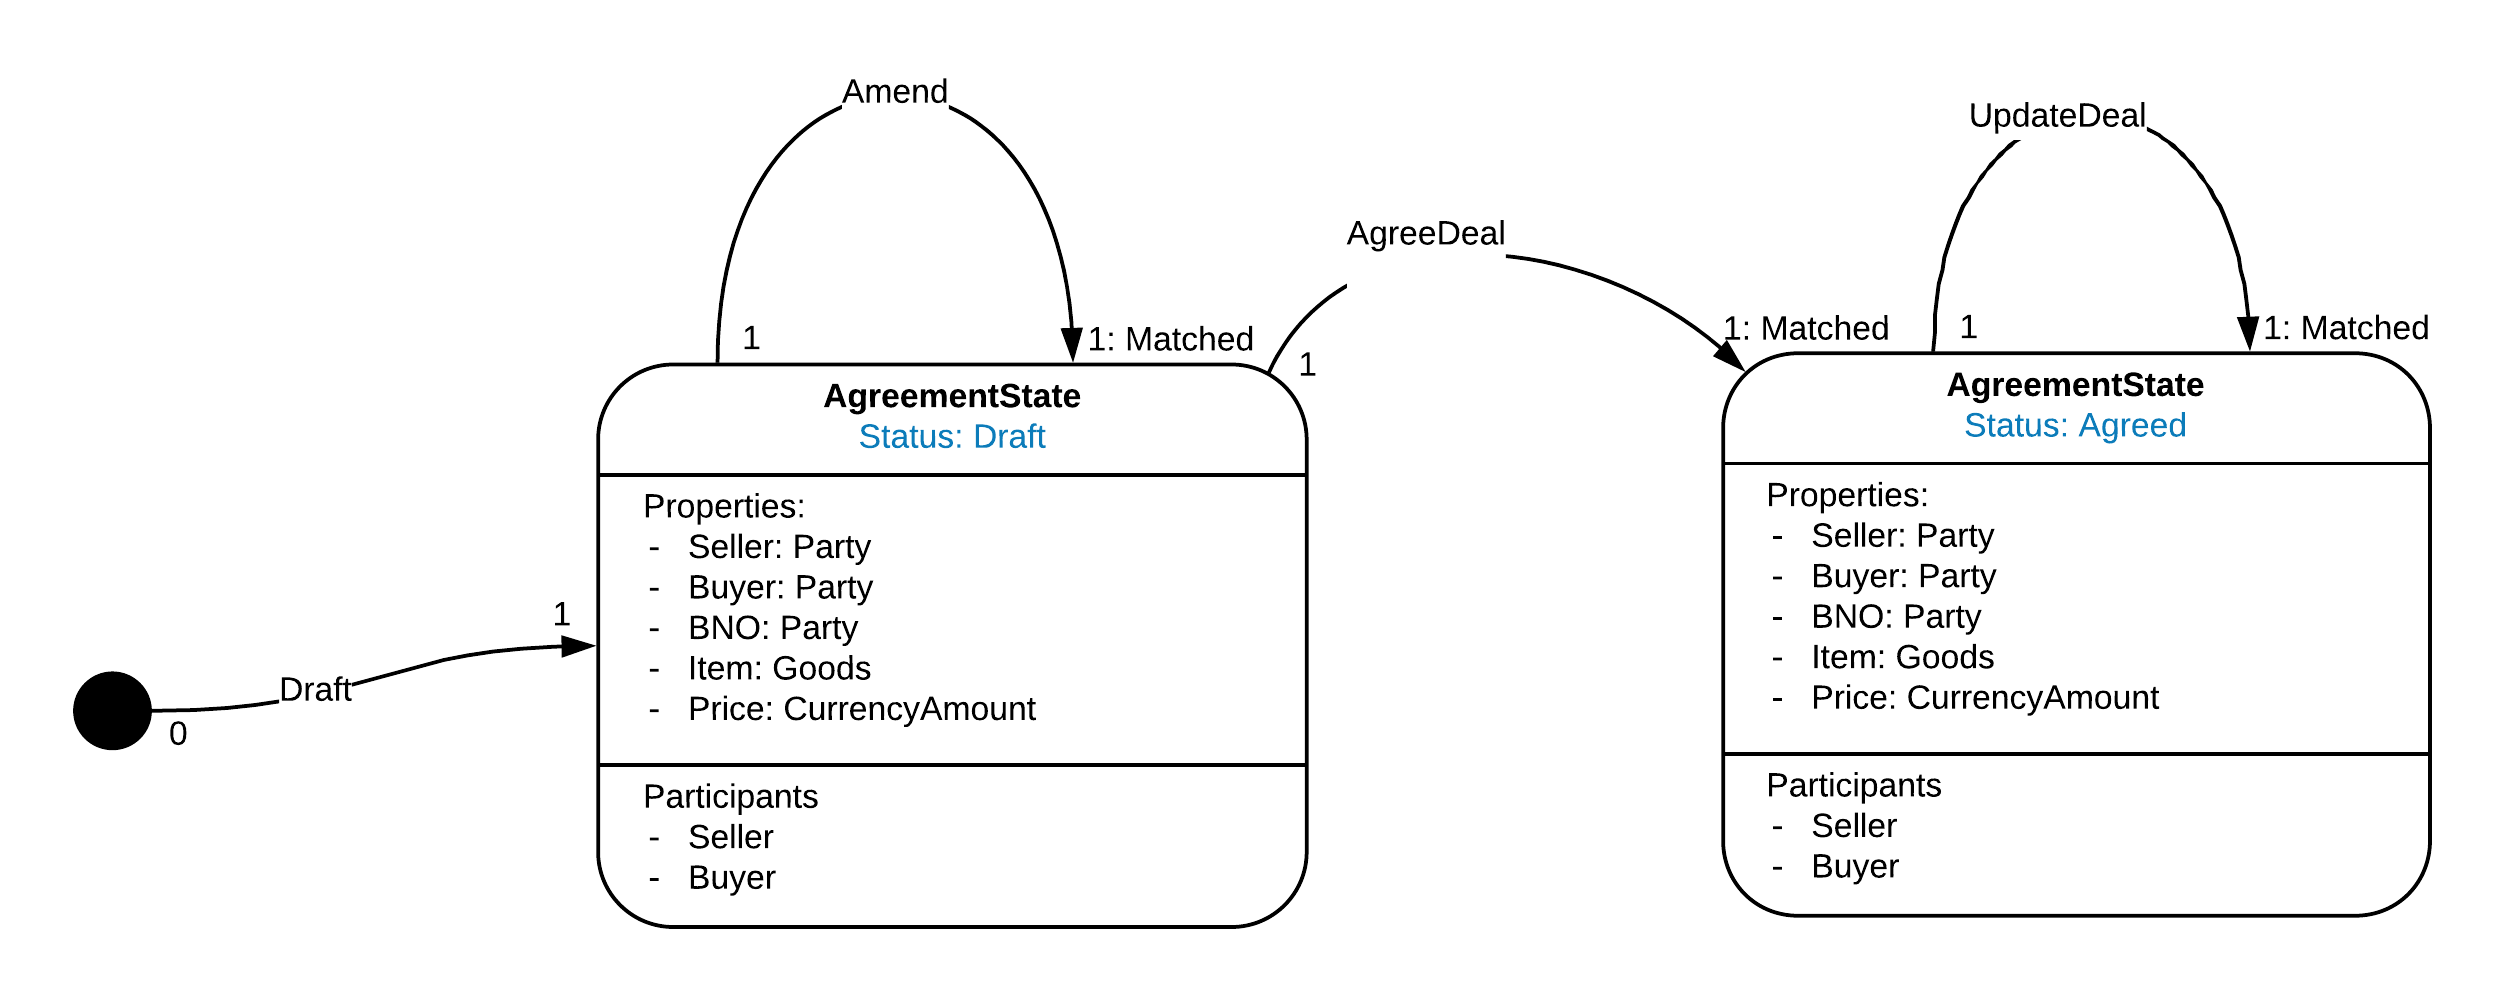 Amend
UpdateDeal
AgreeDeal
1
1: Matched
1
1: Matched
1
1: Matched
AgreementState
Status: Draft
Properties:
- Seller: Party
- Buyer: Party
- BNO: Party
- Item: Goods
- Price: CurrencyAmount
Participants
- Seller
- Buyer
AgreementState
Status: Agreed
Properties:
- Seller: Party
- Buyer: Party
- BNO: Party
- Item: Goods
- Price: CurrencyAmount
Participants
- Seller
- Buyer
1
Draft
0